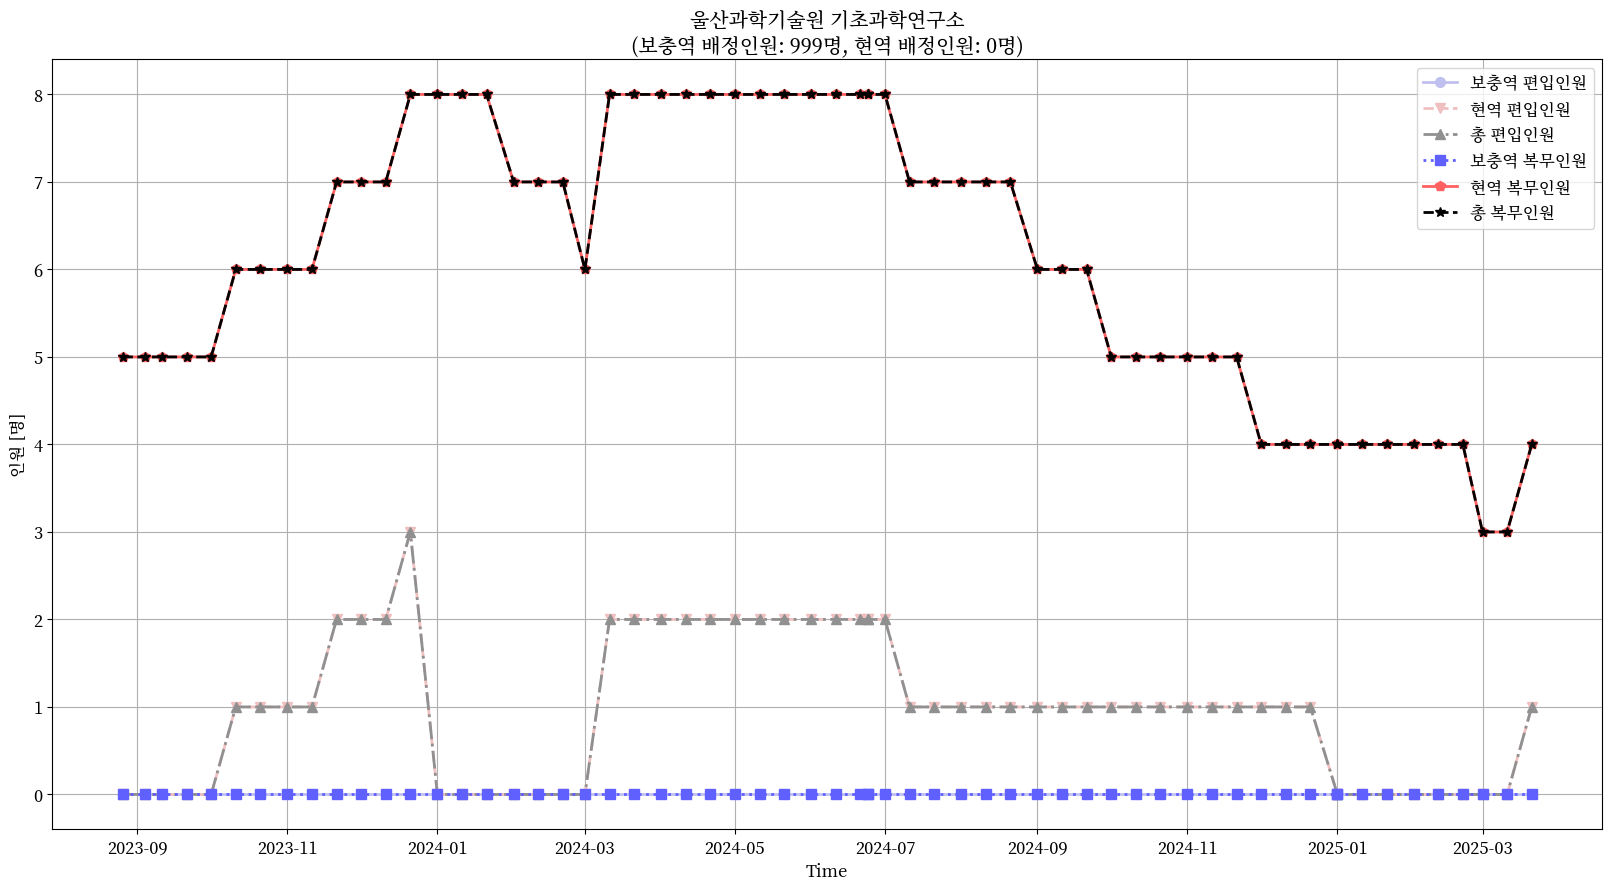 울산과학기술원 기초과학연구소
(보충역 배정인원: 999명, 현역 배정인원: 0명)
보충역 편입인원
현역 편입인원
총 편입인원
보충역 복무인원
현역 복무인원
총 복무인원
인원 [명]
8
7
6
5
4
3
2
1
0
2023-09 2023-11 2024-01 2024-03 2024-05 2024-07 2024-09 2024-11 2025-01 2025-03
Time